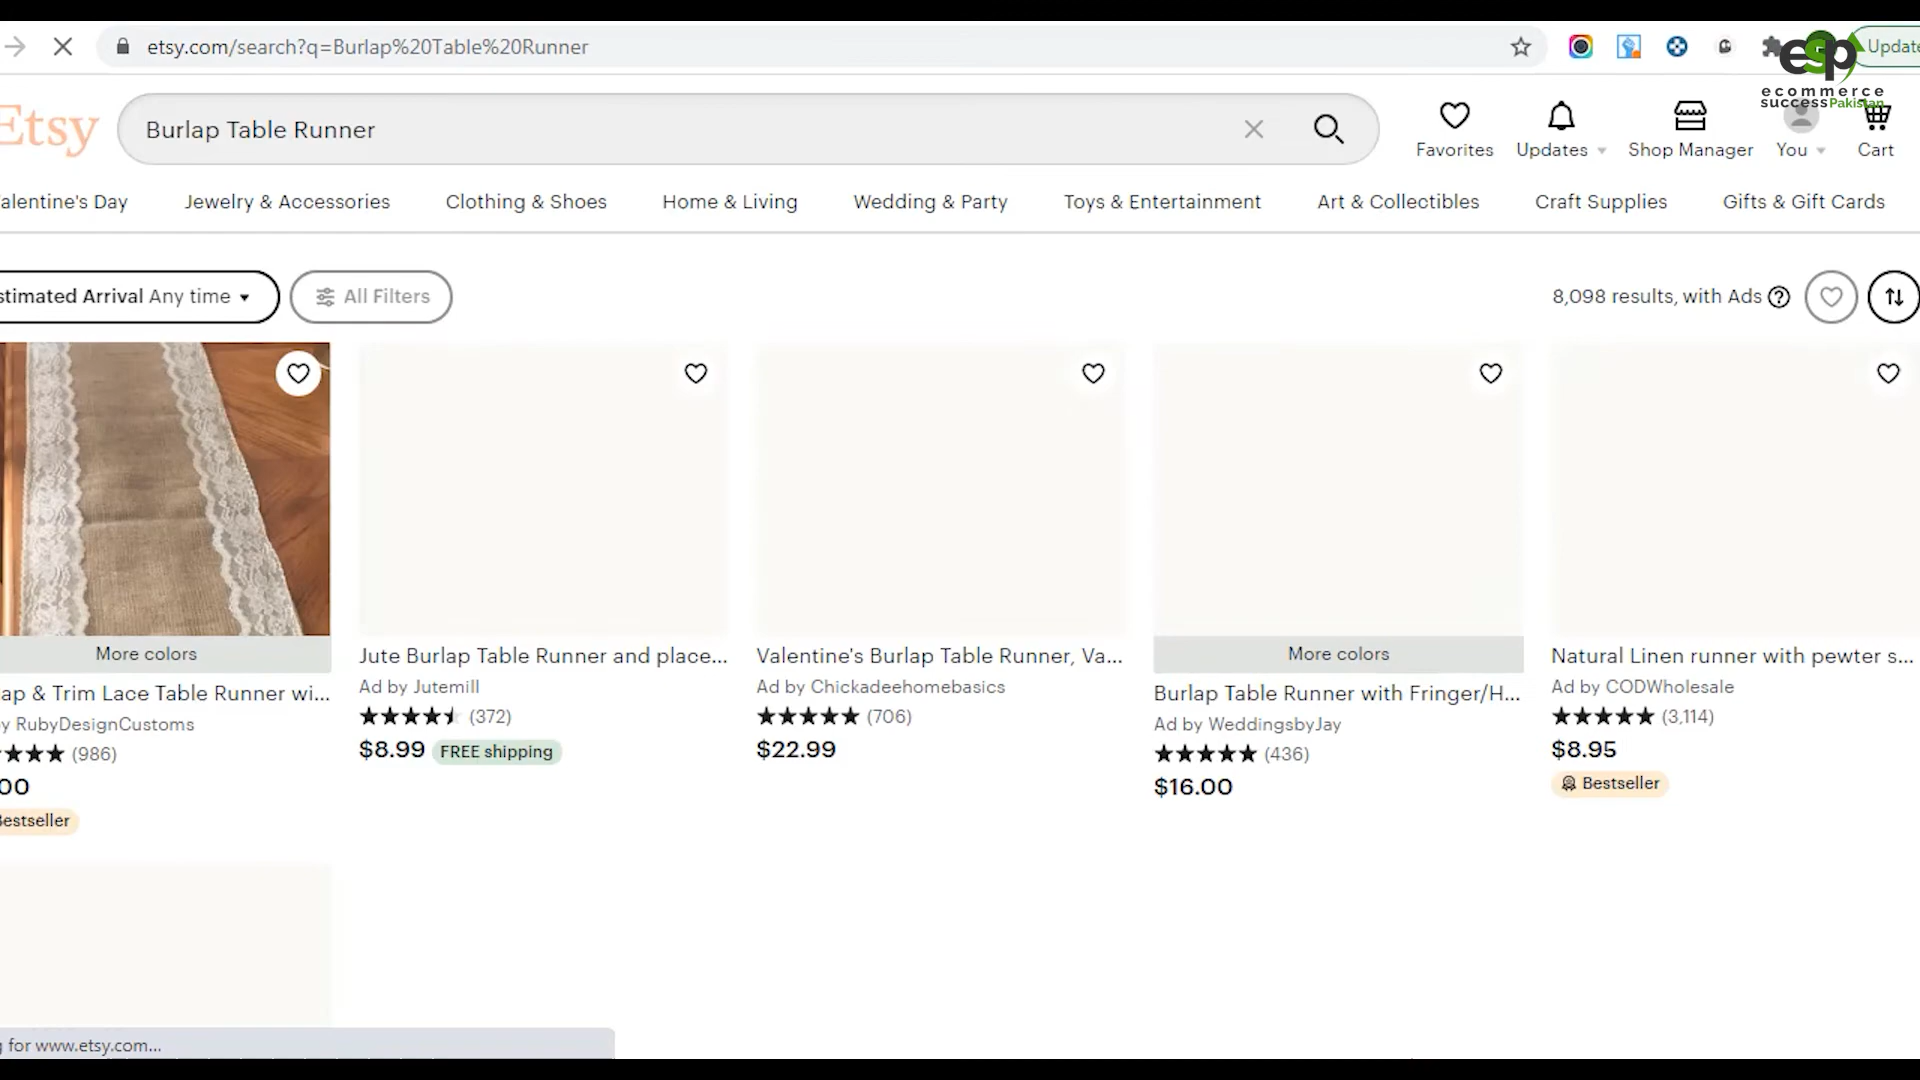 etsy.com/search?q=Burlap%20Table%20Runner
Update
esp
ecommerce
success Pakistan
Etsy
Burlap Table Runner
Favorites
Updates
Shop Manager
You
Cart
alentine's Day
Jewelry & Accessories
Clothing & Shoes
Home & Living
Wedding & Party
Toys & Entertainment
Art & Collectibles
Craft Supplies
Gifts & Gift Cards
stimated Arrival Any time
All Filters
8,098 results, with Ads
More colors
ap & Trim Lace Table Runner wi...
y RubyDesignCustoms
(986)
00
Bestseller
Jute Burlap Table Runner and place...
Ad by Jutemill
(372)
$8.99 FREE shipping
Valentine's Burlap Table Runner, Va...
Ad by Chickadeehomebasics
(706)
$22.99
More colors
Burlap Table Runner with Fringer/H...
Ad by WeddingsbyJay
(436)
$16.00
Natural Linen runner with pewter s...
Ad by CODWholesale
(3,114)
$8.95
Bestseller
g for www.etsy.com...